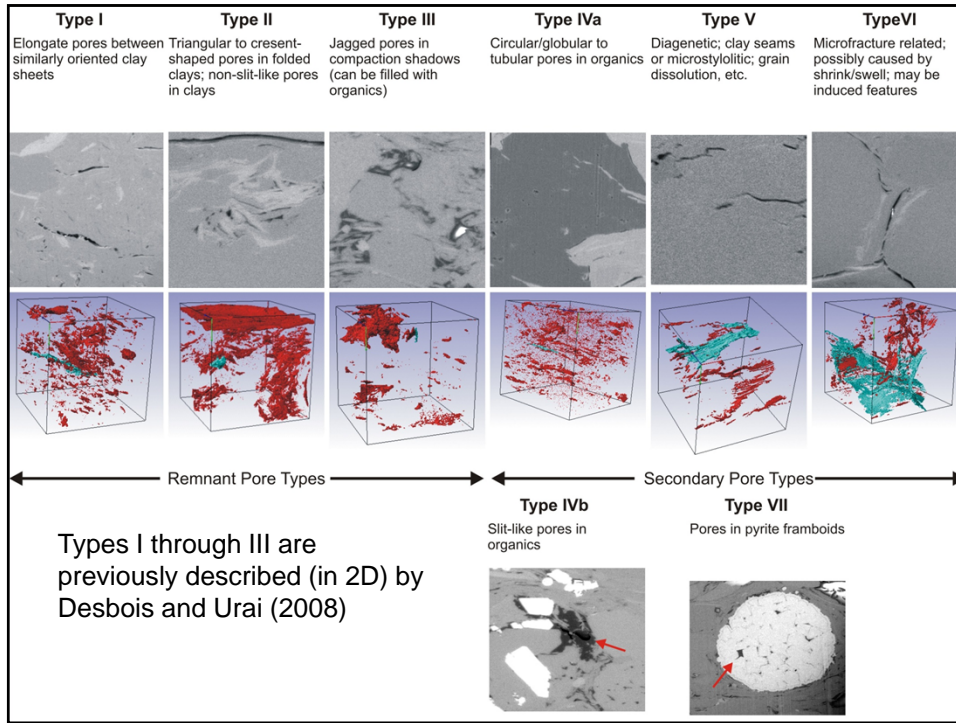 Type I
Elongate pores between
similarly oriented clay
sheets
Type II
Triangular to cresent-
shaped pores in folded
clays; non-slit-like pores
in clays
Type III
Jagged pores in
compaction shadows
(can be filled with
organics)
Type IVa
Circular/globular to
tubular pores in organics
Type V
Diagenetic; clay seams
or microstylolitic; grain
dissolution, etc.
TypeVI
Microfracture related;
possibly caused by
shrink/swell; may be
induced features
Remnant Pore Types
Secondary Pore Types
Type IVb
Slit-like pores in
organics
Type VII
Pores in pyrite framboids
Types I through III are
previously described (in 2D) by
Desbois and Urai (2008)